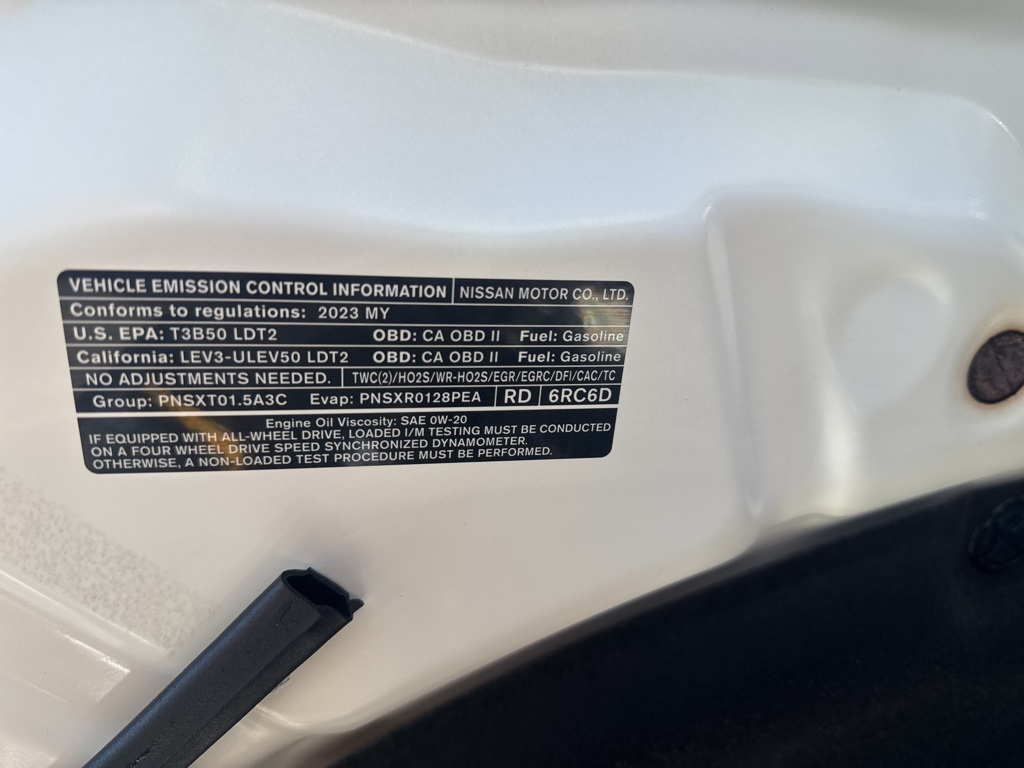 VEHICLE EMISSION CONTROL INFORMATION NISSAN MOTOR CO., LTD.
Conforms to regulations: 2023 MY
U.S. EPA: T3B50 LDT2 OBD: CA OBD II Fuel: Gasoline
California: LEV3-ULEV50 LDT2 OBD: CA OBD II Fuel: Gasoline
NO ADJUSTMENTS NEEDED. TWC(2)/HO2S/WR-HO2S/EGR/EGRC/DFI/CAC/TC
Group: PNSXT01.5A3C Evap: PNSXR0128PEA RD 6RC6D
Engine Oil Viscosity: SAE 0W-20
IF EQUIPPED WITH ALL-WHEEL DRIVE, LOADED I/M TESTING MUST BE CONDUCTED
ON A FOUR WHEEL DRIVE SPEED SYNCHRONIZED DYNAMOMETER.
OTHERWISE, A NON-LOADED TEST PROCEDURE MUST BE PERFORMED.